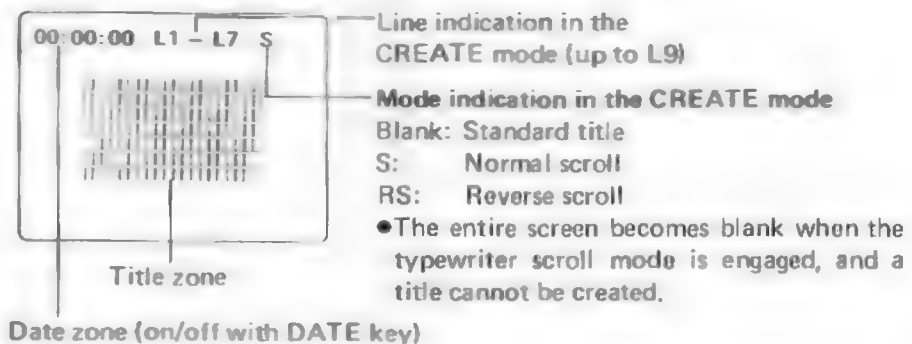 00:00:00 L1 – L7 S
Line indication in the
CREATE mode (up to L9)
Mode indication in the CREATE mode
Blank: Standard title
S: Normal scroll
RS: Reverse scroll
●The entire screen becomes blank when the
typewriter scroll mode is engaged, and a
title cannot be created.
Title zone
Date zone (on/off with DATE key)